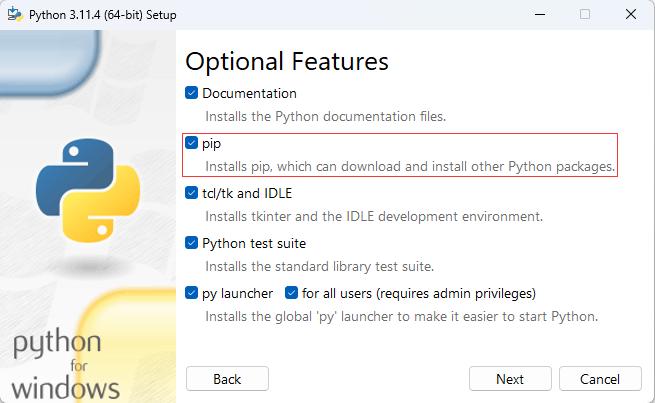 Python 3.11.4 (64-bit) Setup
Optional Features
Documentation
Installs the Python documentation files.
pip
Installs pip, which can download and install other Python packages.
tcl/tk and IDLE
Installs tkinter and the IDLE development environment.
Python test suite
Installs the standard library test suite.
py launcher for all users (requires admin privileges)
Installs the global 'py' launcher to make it easier to start Python.
python
for
windows
Back Next Cancel